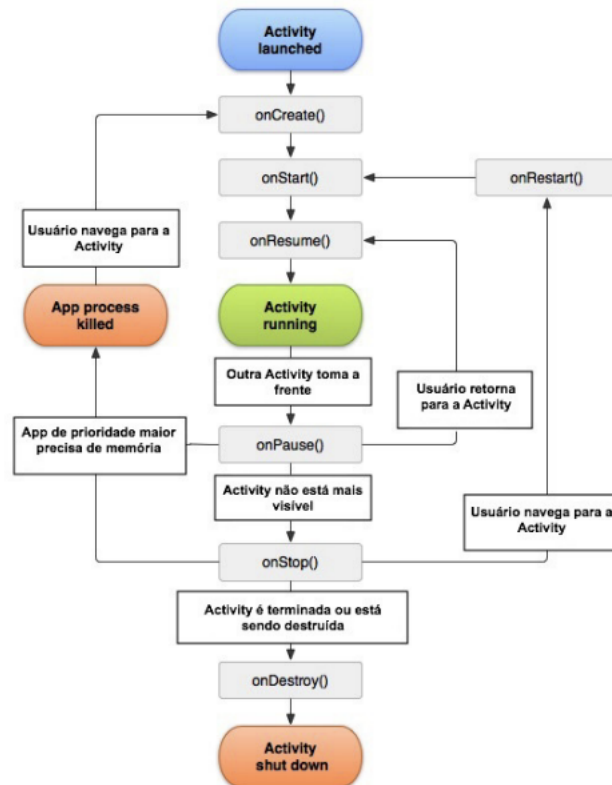 Activity
launched
onCreate()
onStart()
onRestart()
Usuário navega para a
Activity
onResume()
App process
killed
Activity
running
Outra Activity toma a
frente
Usuário retorna
para a Activity
App de prioridade maior
precisa de memória
onPause()
Activity não está mais
visível
Usuário navega para a
Activity
onStop()
Activity é terminada ou está
sendo destruída
onDestroy()
Activity
shut down